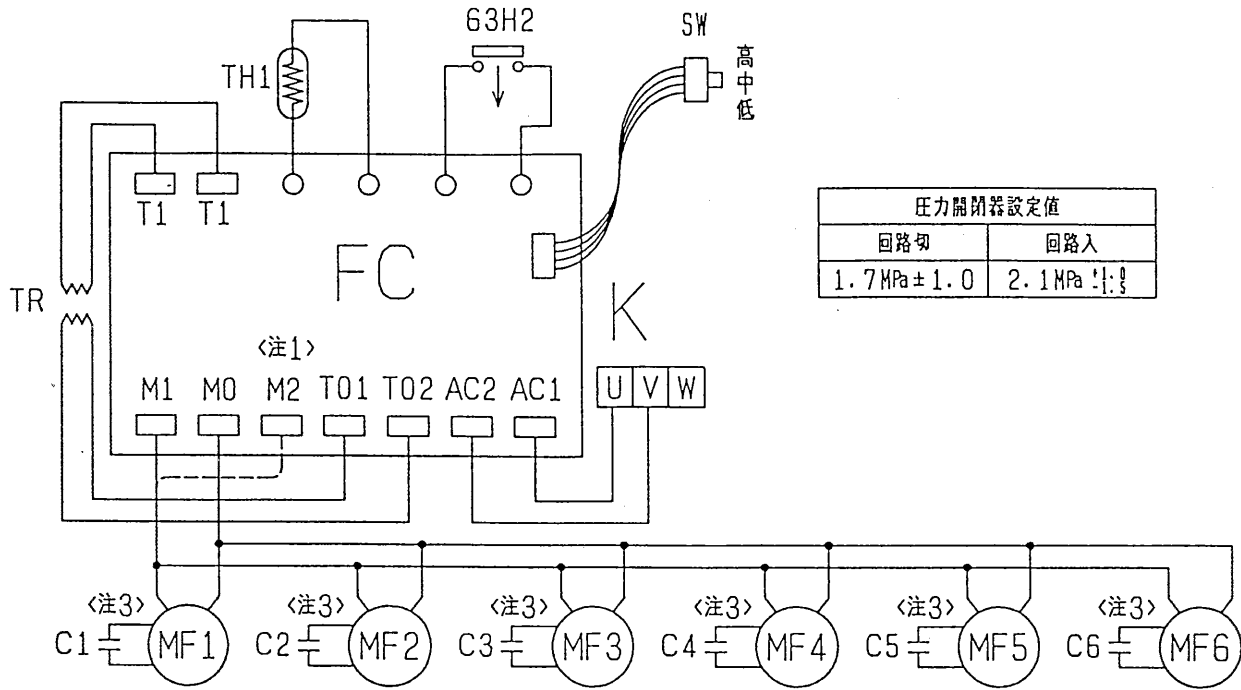 63H2
SW
高中低
TH1
T1 T1
FC
圧力開閉器設定値
回路切 回路入
1.7MPa±1.0 2.1MPa
TR
K
<注1>
M1 M0 M2 TO1 TO2 AC2 AC1
U V W
<注3> <注3> <注3> <注3> <注3> <注3>
C1 MF1 C2 MF2 C3 MF3 C4 MF4 C5 MF5 C6 MF6